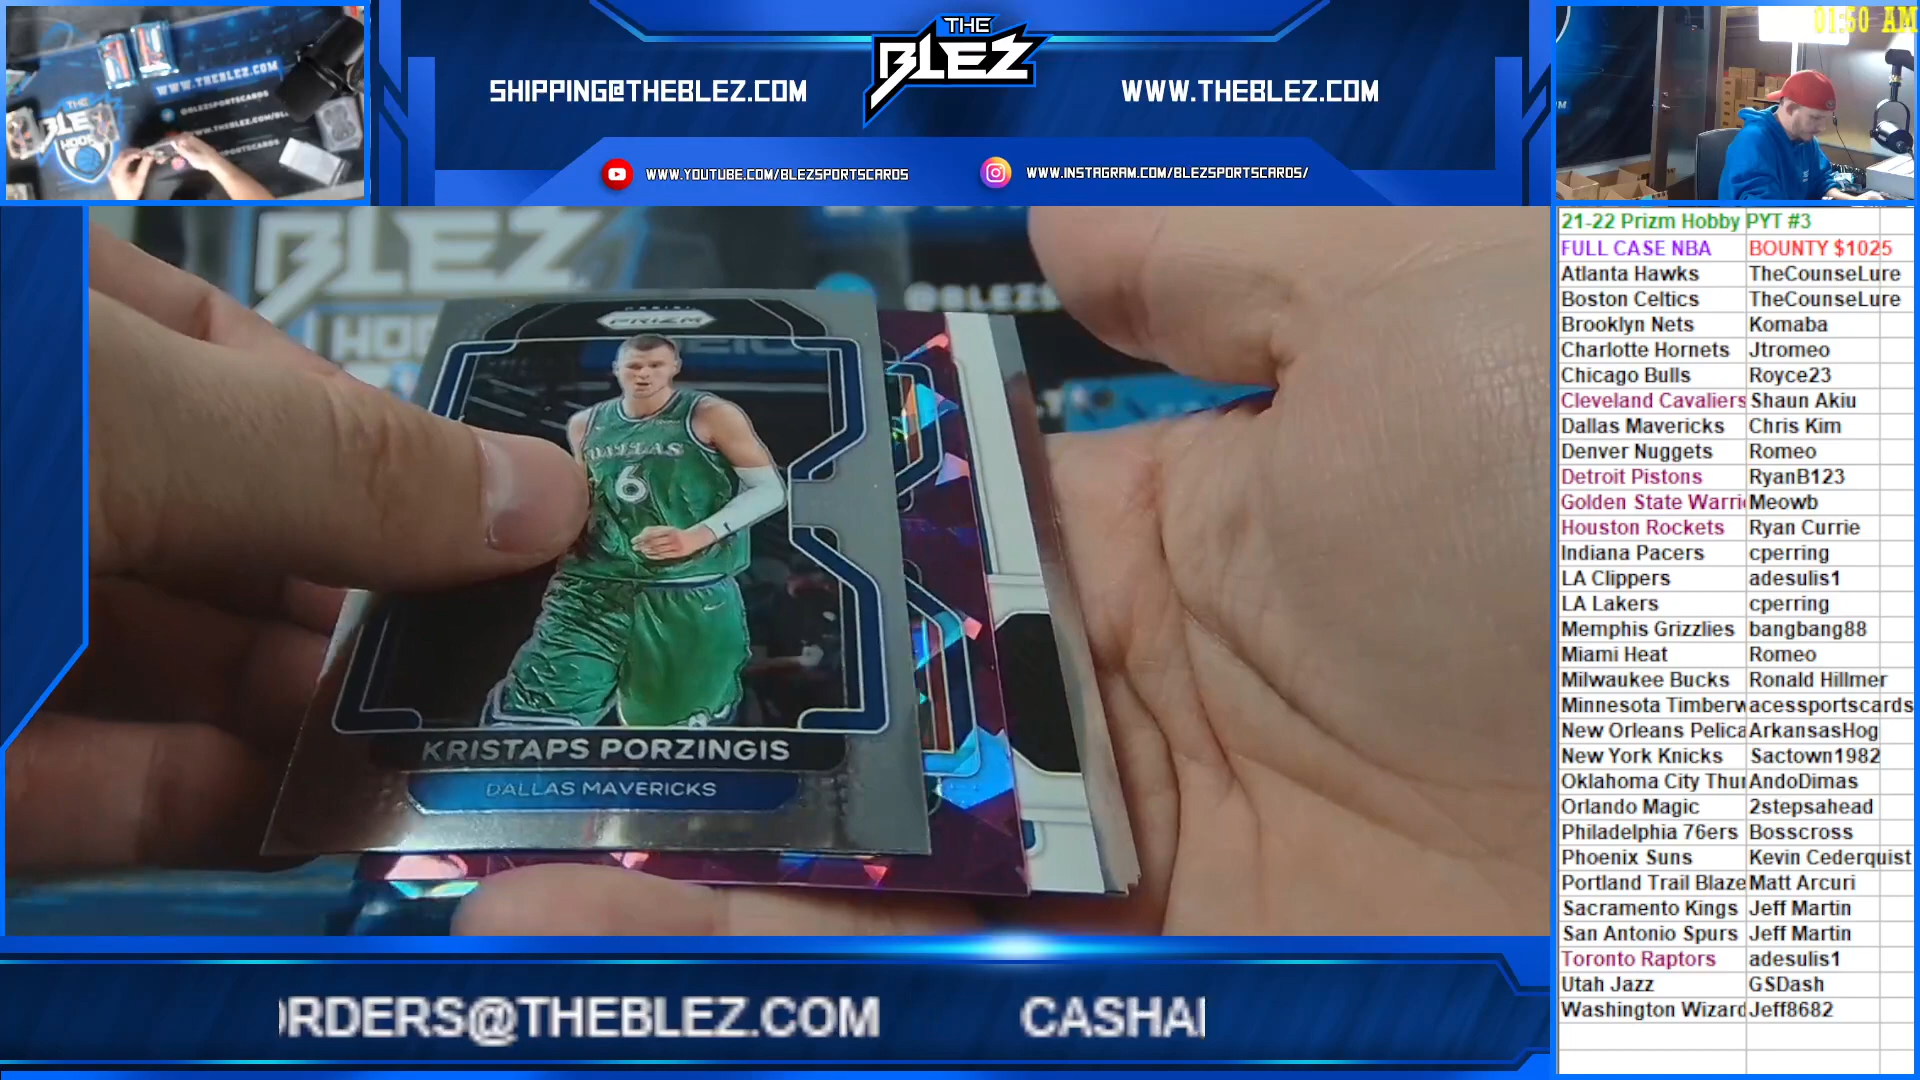 THE
BLEZ
SHIPPING@THEBLEZ.COM
WWW.THEBLEZ.COM
WWW.YOUTUBE.COM/BLEZSPORTSCARDS
WWW.INSTAGRAM.COM/BLEZSPORTSCARDS/
01:50 AM
WWW.THEBLEZ.COM
@BLEZSPORTSCARDS
THE
BLEZ
BLEZ
PRIZM
DALLAS
6
KRISTAPS PORZINGIS
DALLAS MAVERICKS
21-22 Prizm Hobby PYT #3
FULL CASE NBA BOUNTY $1025
Atlanta Hawks TheCounseLure
Boston Celtics TheCounseLure
Brooklyn Nets Komaba
Charlotte Hornets Jtromeo
Chicago Bulls Royce23
Cleveland Cavaliers Shaun Akiu
Dallas Mavericks Chris Kim
Denver Nuggets Romeo
Detroit Pistons RyanB123
Golden State Warri Meowb
Houston Rockets Ryan Currie
Indiana Pacers cperring
LA Clippers adesulis1
LA Lakers cperring
Memphis Grizzlies bangbang88
Miami Heat Romeo
Milwaukee Bucks Ronald Hillmer
Minnesota Timberw acessportscards
New Orleans Pelica ArkansasHog
New York Knicks Sactown1982
Oklahoma City Thu AndoDimas
Orlando Magic 2stepsahead
Philadelphia 76ers Bosscross
Phoenix Suns Kevin Cederquist
Portland Trail Blaze Matt Arcuri
Sacramento Kings Jeff Martin
San Antonio Spurs Jeff Martin
Toronto Raptors adesulis1
Utah Jazz GSDash
Washington Wizard Jeff8682
RDERS@THEBLEZ.COM CASHA